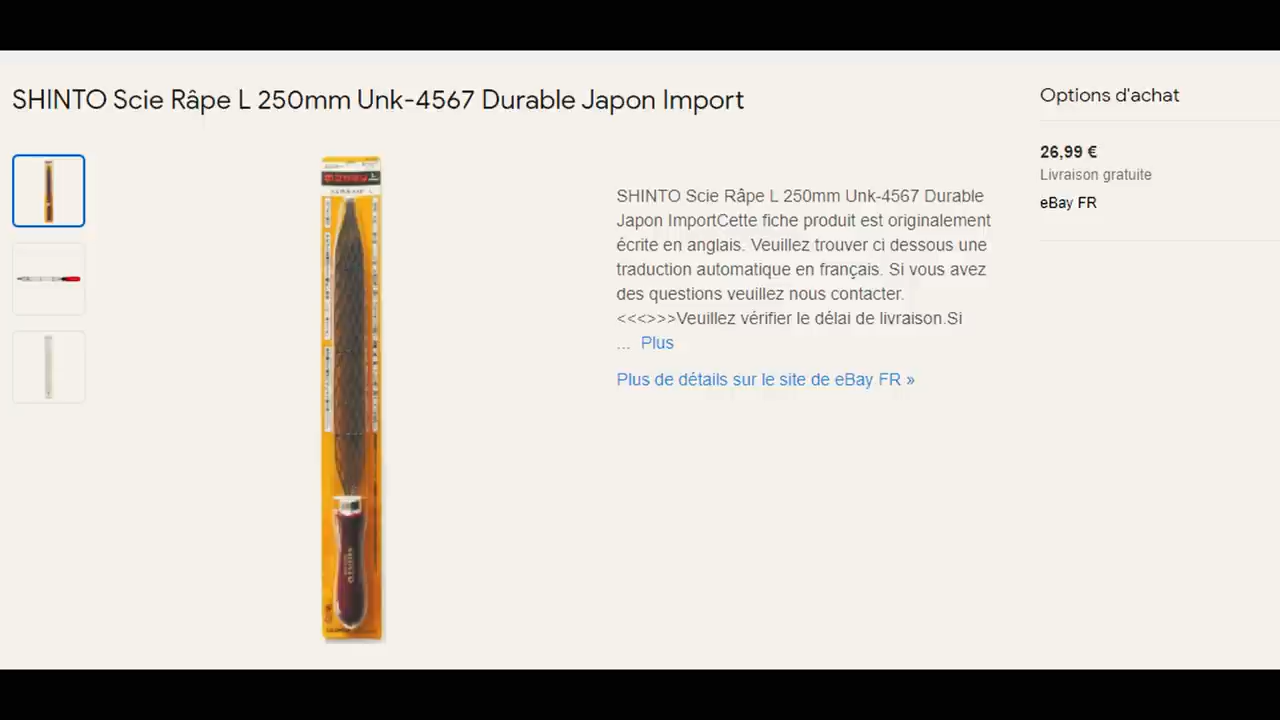 SHINTO Scie Râpe L 250mm Unk-4567 Durable Japon Import
Options d'achat
26,99 €
Livraison gratuite
eBay FR
SHINTO Scie Râpe L 250mm Unk-4567 Durable
Japon ImportCette fiche produit est originalement
écrite en anglais. Veuillez trouver ci dessous une
traduction automatique en français. Si vous avez
des questions veuillez nous contacter.
<<<>>>Veuillez vérifier le délai de livraison.Si
... Plus
Plus de détails sur le site de eBay FR »